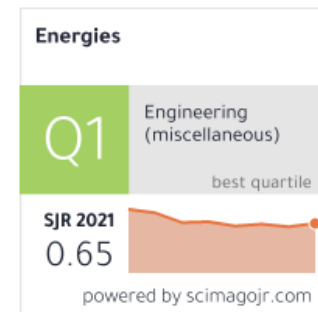 Energies
Q1
Engineering
(miscellaneous)
best quartile
SJR 2021
0.65
powered by scimagojr.com